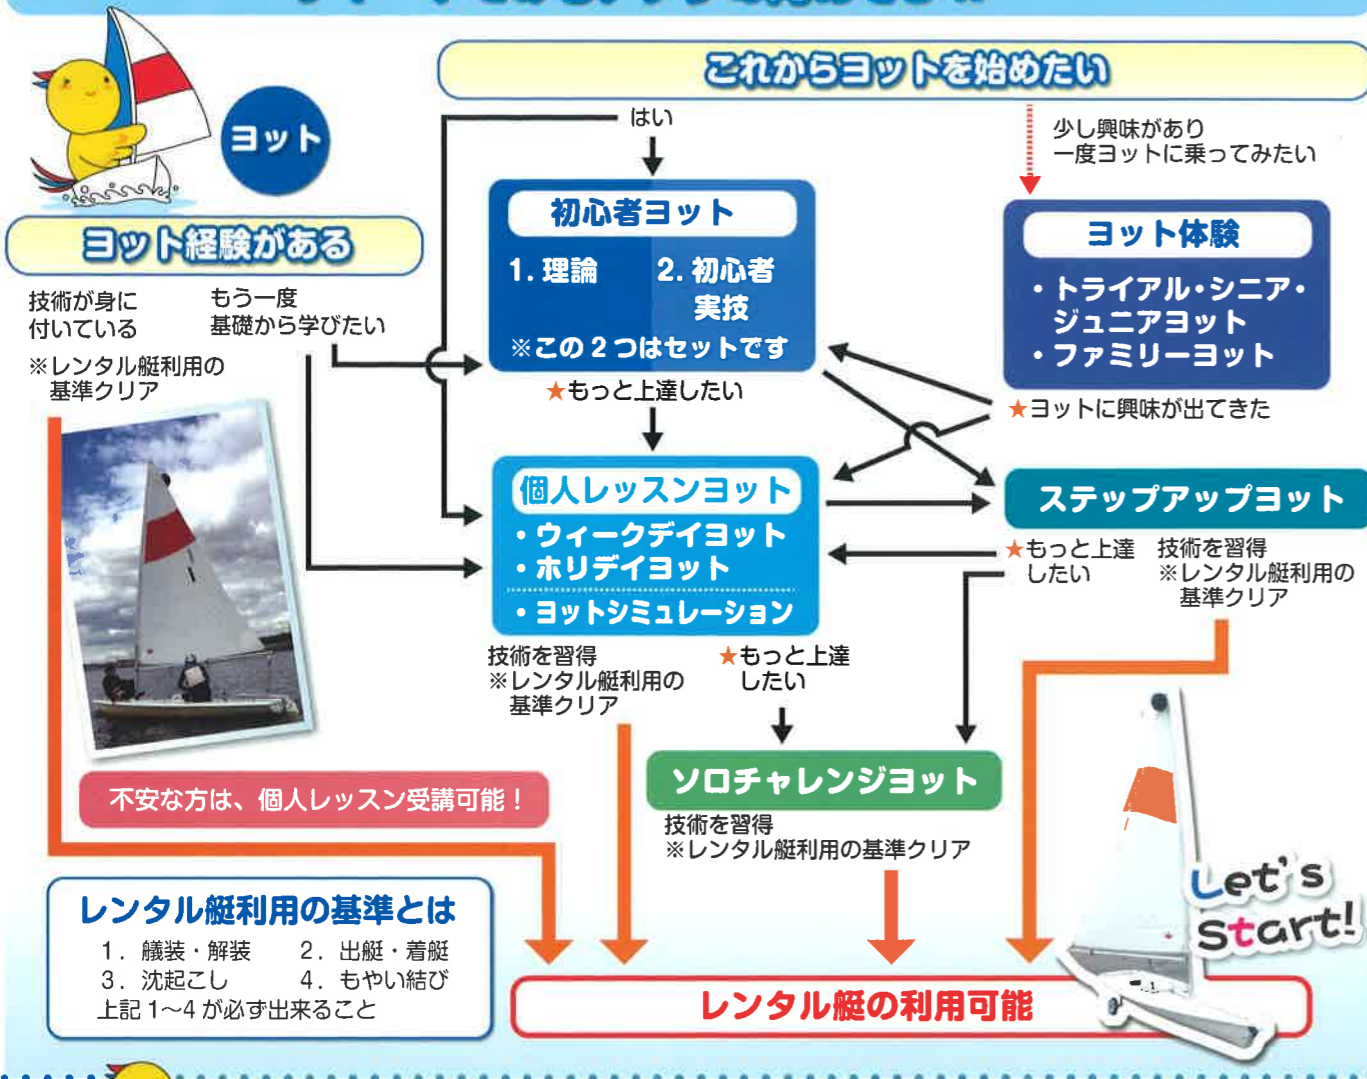 これからヨットを始めたい
ヨット
はい
少し興味があり
一度ヨットに乗ってみたい
ヨット経験がある
技術が身に
付いている
※レンタル艇利用の
基準クリア
もう一度
基礎から学びたい
初心者ヨット
1. 理論
2. 初心者
実技
※この2つはセットです
★もっと上達したい
ヨット体験
・トライアル・シニア・
ジュニアヨット
・ファミリーヨット
★ヨットに興味が出てきた
個人レッスンヨット
・ウィークデイヨット
・ホリデイヨット
・ヨットシミュレーション
ステップアップヨット
★もっと上達
したい
技術を習得
※レンタル艇利用の
基準クリア
技術を習得
※レンタル艇利用の
基準クリア
★もっと上達
したい
ソロチャレンジヨット
技術を習得
※レンタル艇利用の基準クリア
不安な方は、個人レッスン受講可能！
レンタル艇利用の基準とは
1．艤装・解装 2．出艇・着艇
3．沈起こし 4．もやい結び
上記1～4が必ず出来ること
Let's
Start!
レンタル艇の利用可能